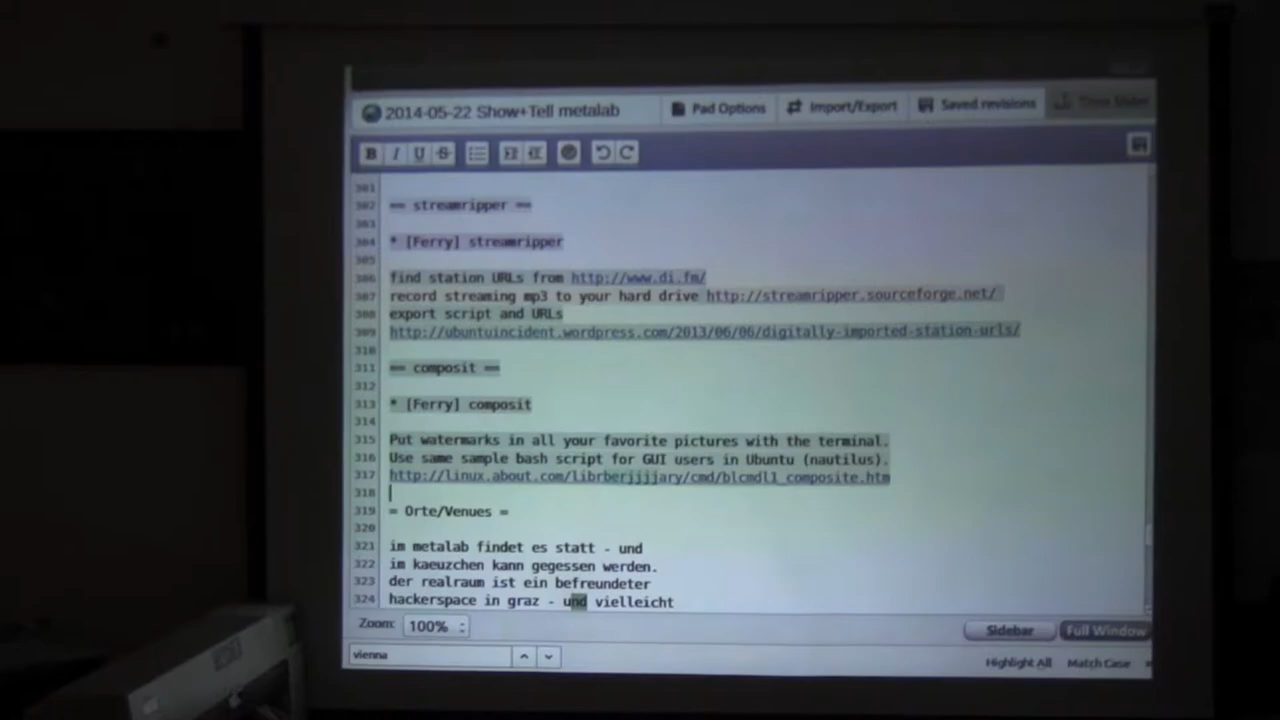 2014-05-22 Show+Tell metalab Pad Options Import/Export Saved revisions Time Slider
B I U S
301
302 == streamripper ==
303
304 * [Ferry] streamripper
305
306 find station URLs from http://www.di.fm/
307 record streaming mp3 to your hard drive http://streamripper.sourceforge.net/
308 export script and URLs
309 http://ubuntuincident.wordpress.com/2013/06/06/digitally-imported-station-urls/
310
311 == composit ==
312
313 * [Ferry] composit
314
315 Put watermarks in all your favorite pictures with the terminal.
316 Use same sample bash script for GUI users in Ubuntu (nautilus).
317 http://linux.about.com/librberjjjjary/cmd/blcmdl1_composite.htm
318
319 = Orte/Venues =
320
321 im metalab findet es statt - und
322 im kaeuzchen kann gegessen werden.
323 der realraum ist ein befreundeter
324 hackerspace in graz - und vielleicht
Zoom: 100% Sidebar Full Window
vienna Highlight All Match Case